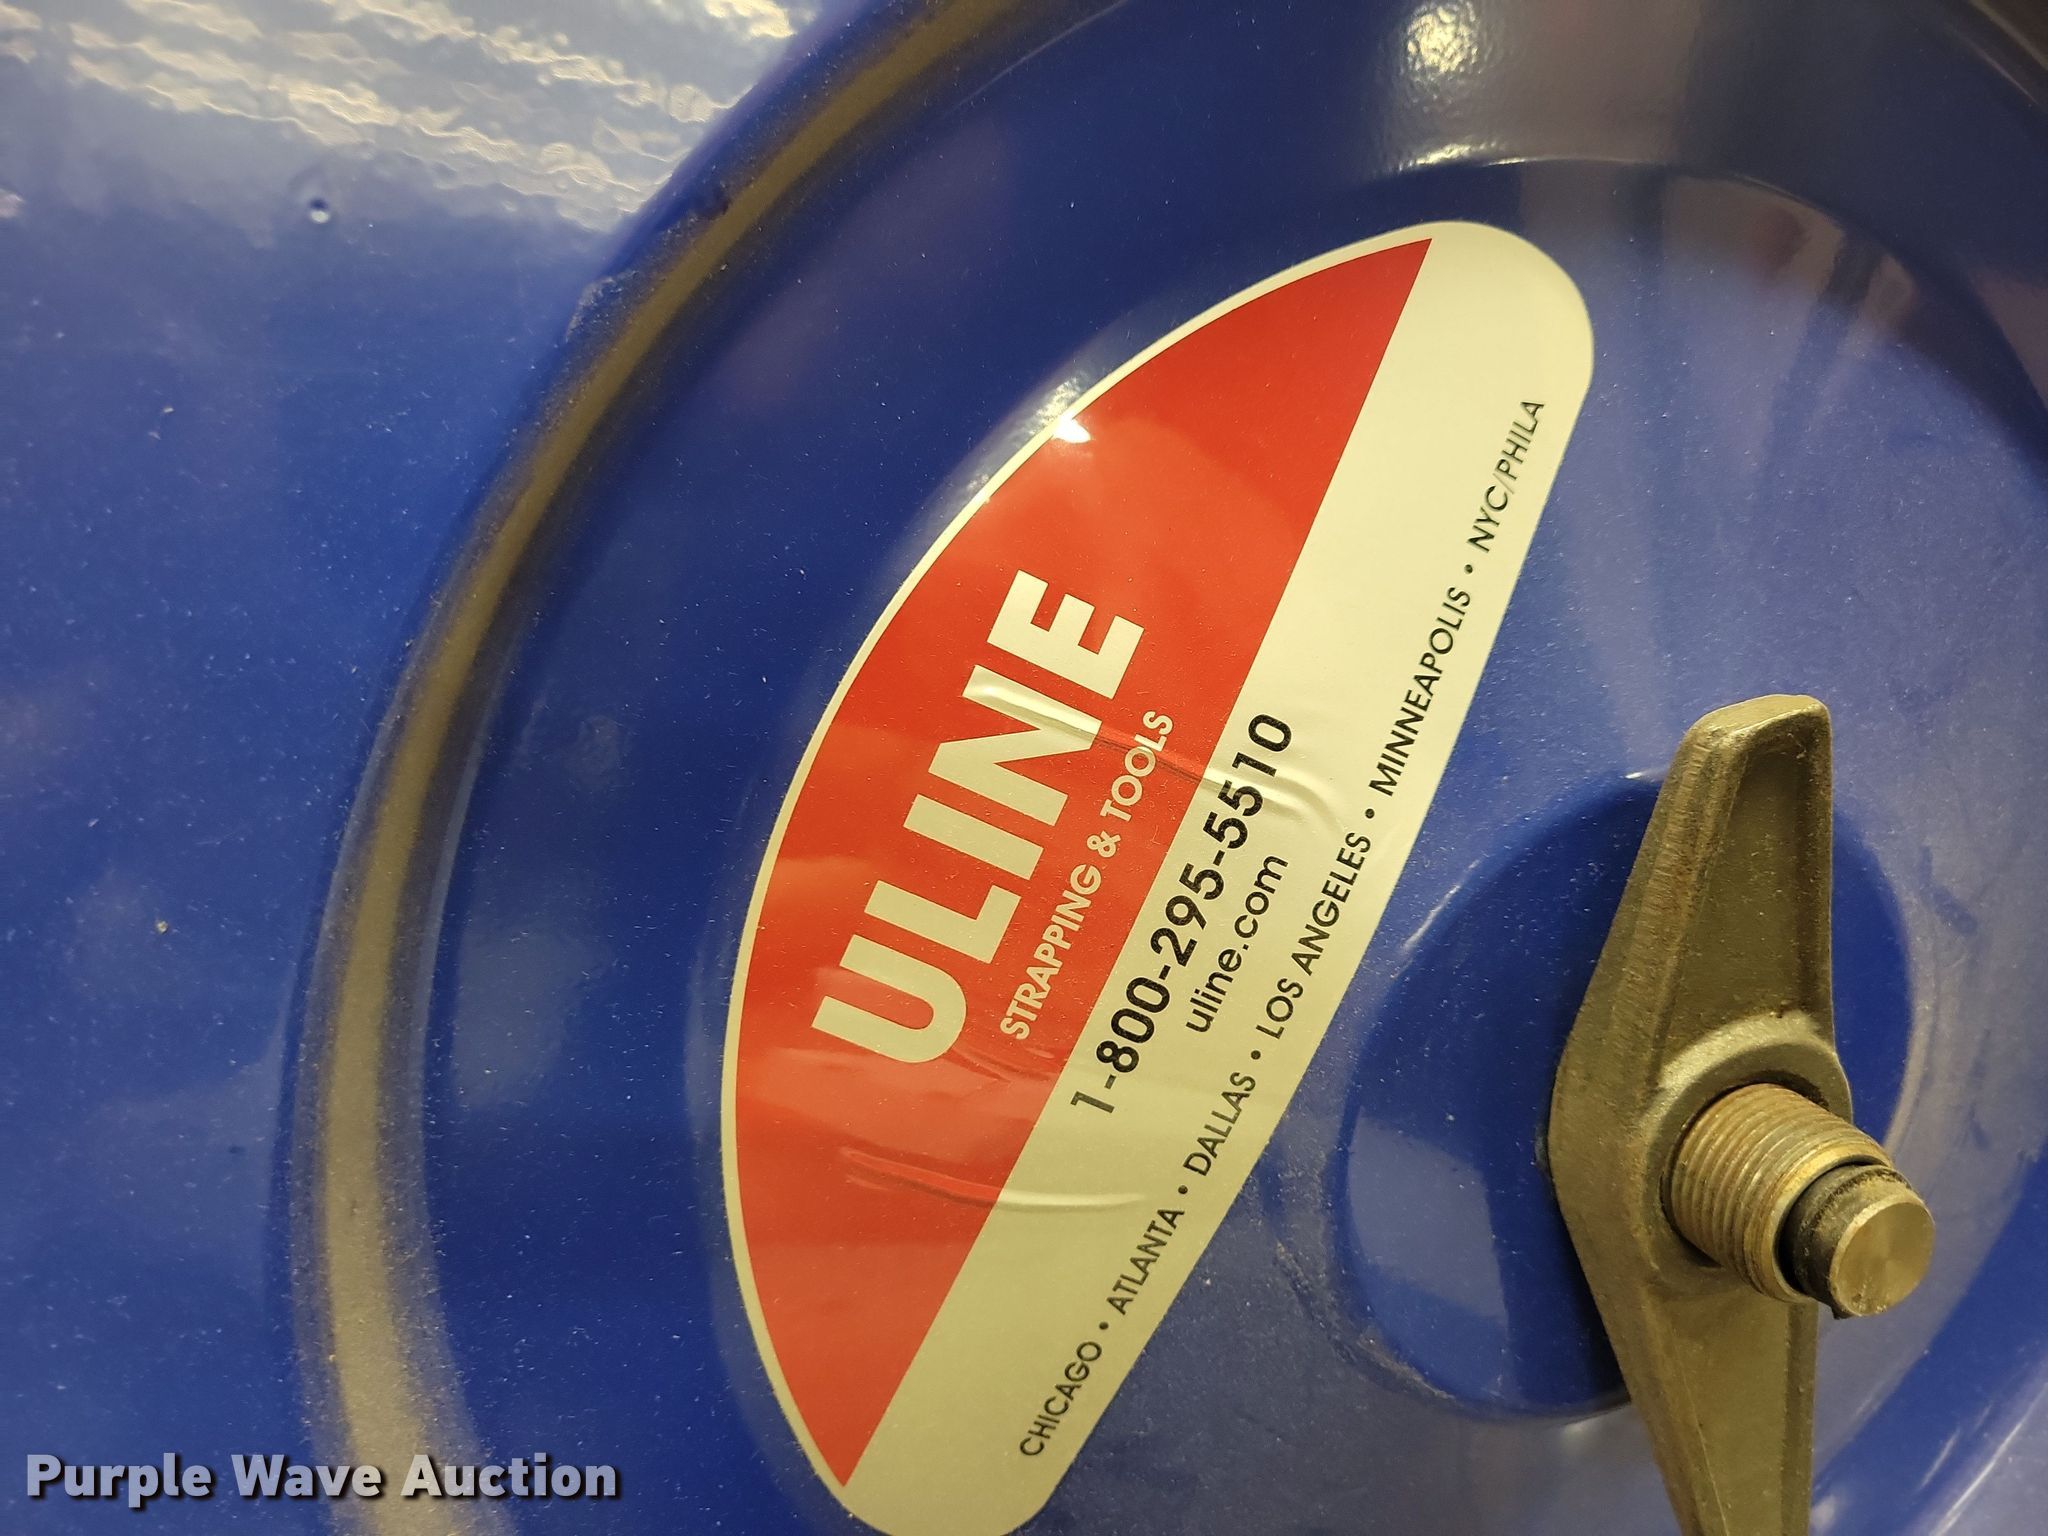 ULINE
STRAPPING & TOOLS
1-800-295-5510
uline.com
CHICAGO • ATLANTA • DALLAS • LOS ANGELES • MINNEAPOLIS • NYC/PHILA
Purple Wave Auction